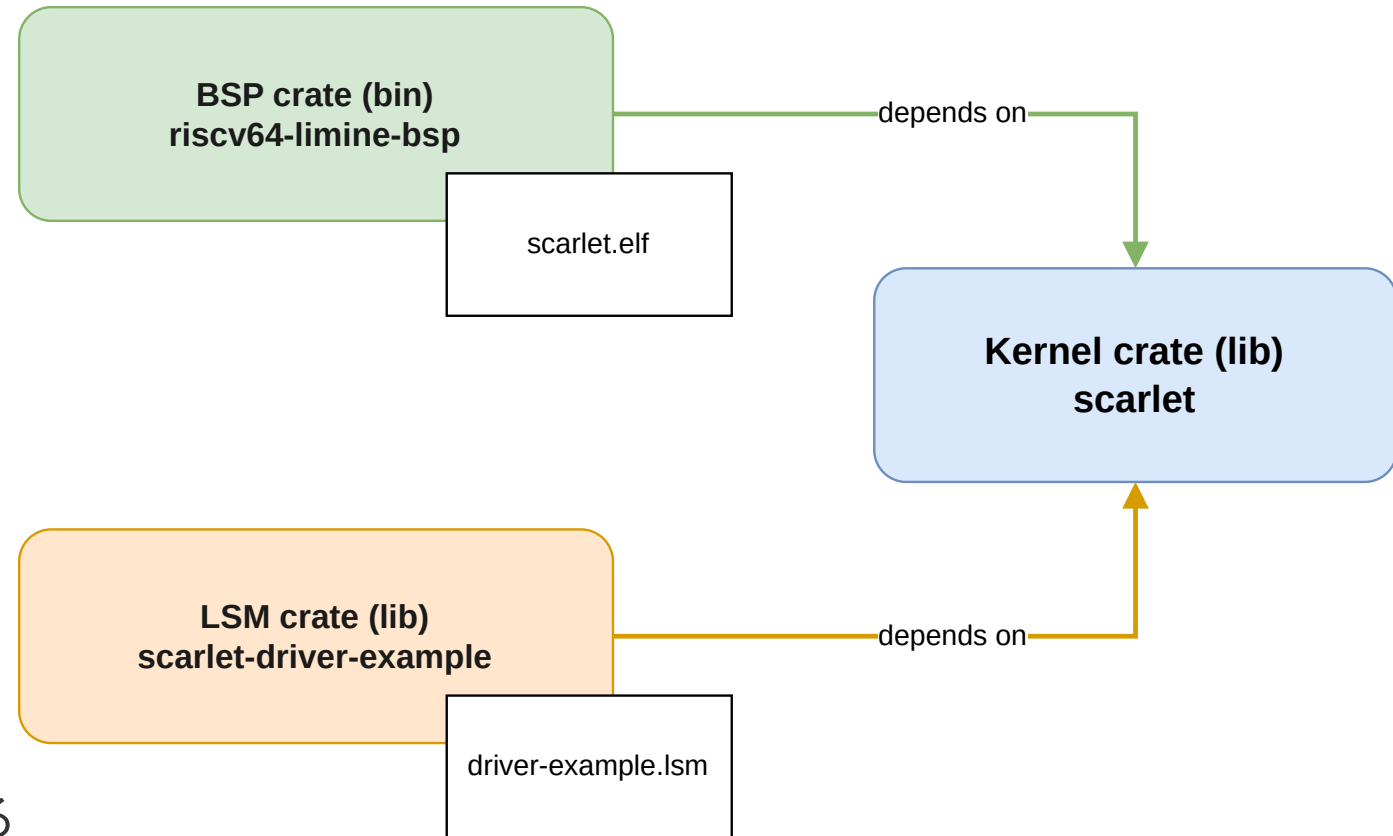 BSP crate (bin)
riscv64-limine-bsp
depends on
scarlet.elf
Kernel crate (lib)
scarlet
LSM crate (lib)
scarlet-driver-example
depends on
driver-example.lsm